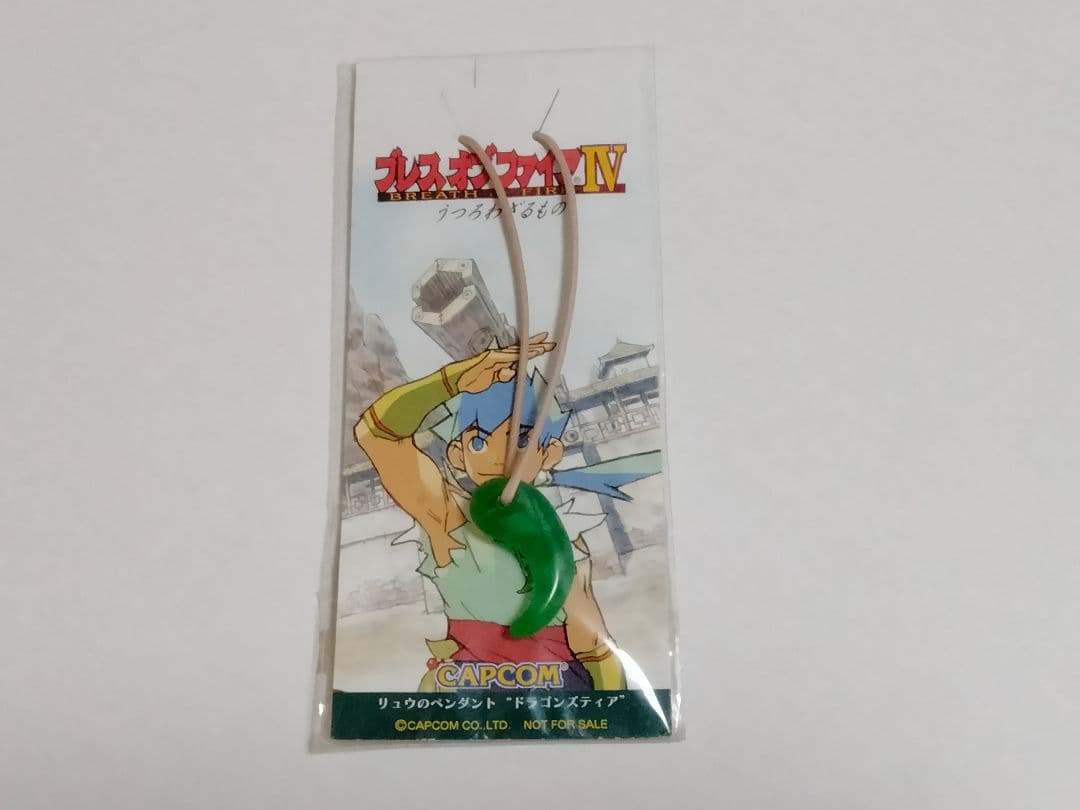 ブレス オブ ファイアIV
BREATH OF FIRE
うつろわざるもの
CAPCOM
リュウのペンダント "ドラゴンズティア"
©CAPCOM CO.,LTD. NOT FOR SALE